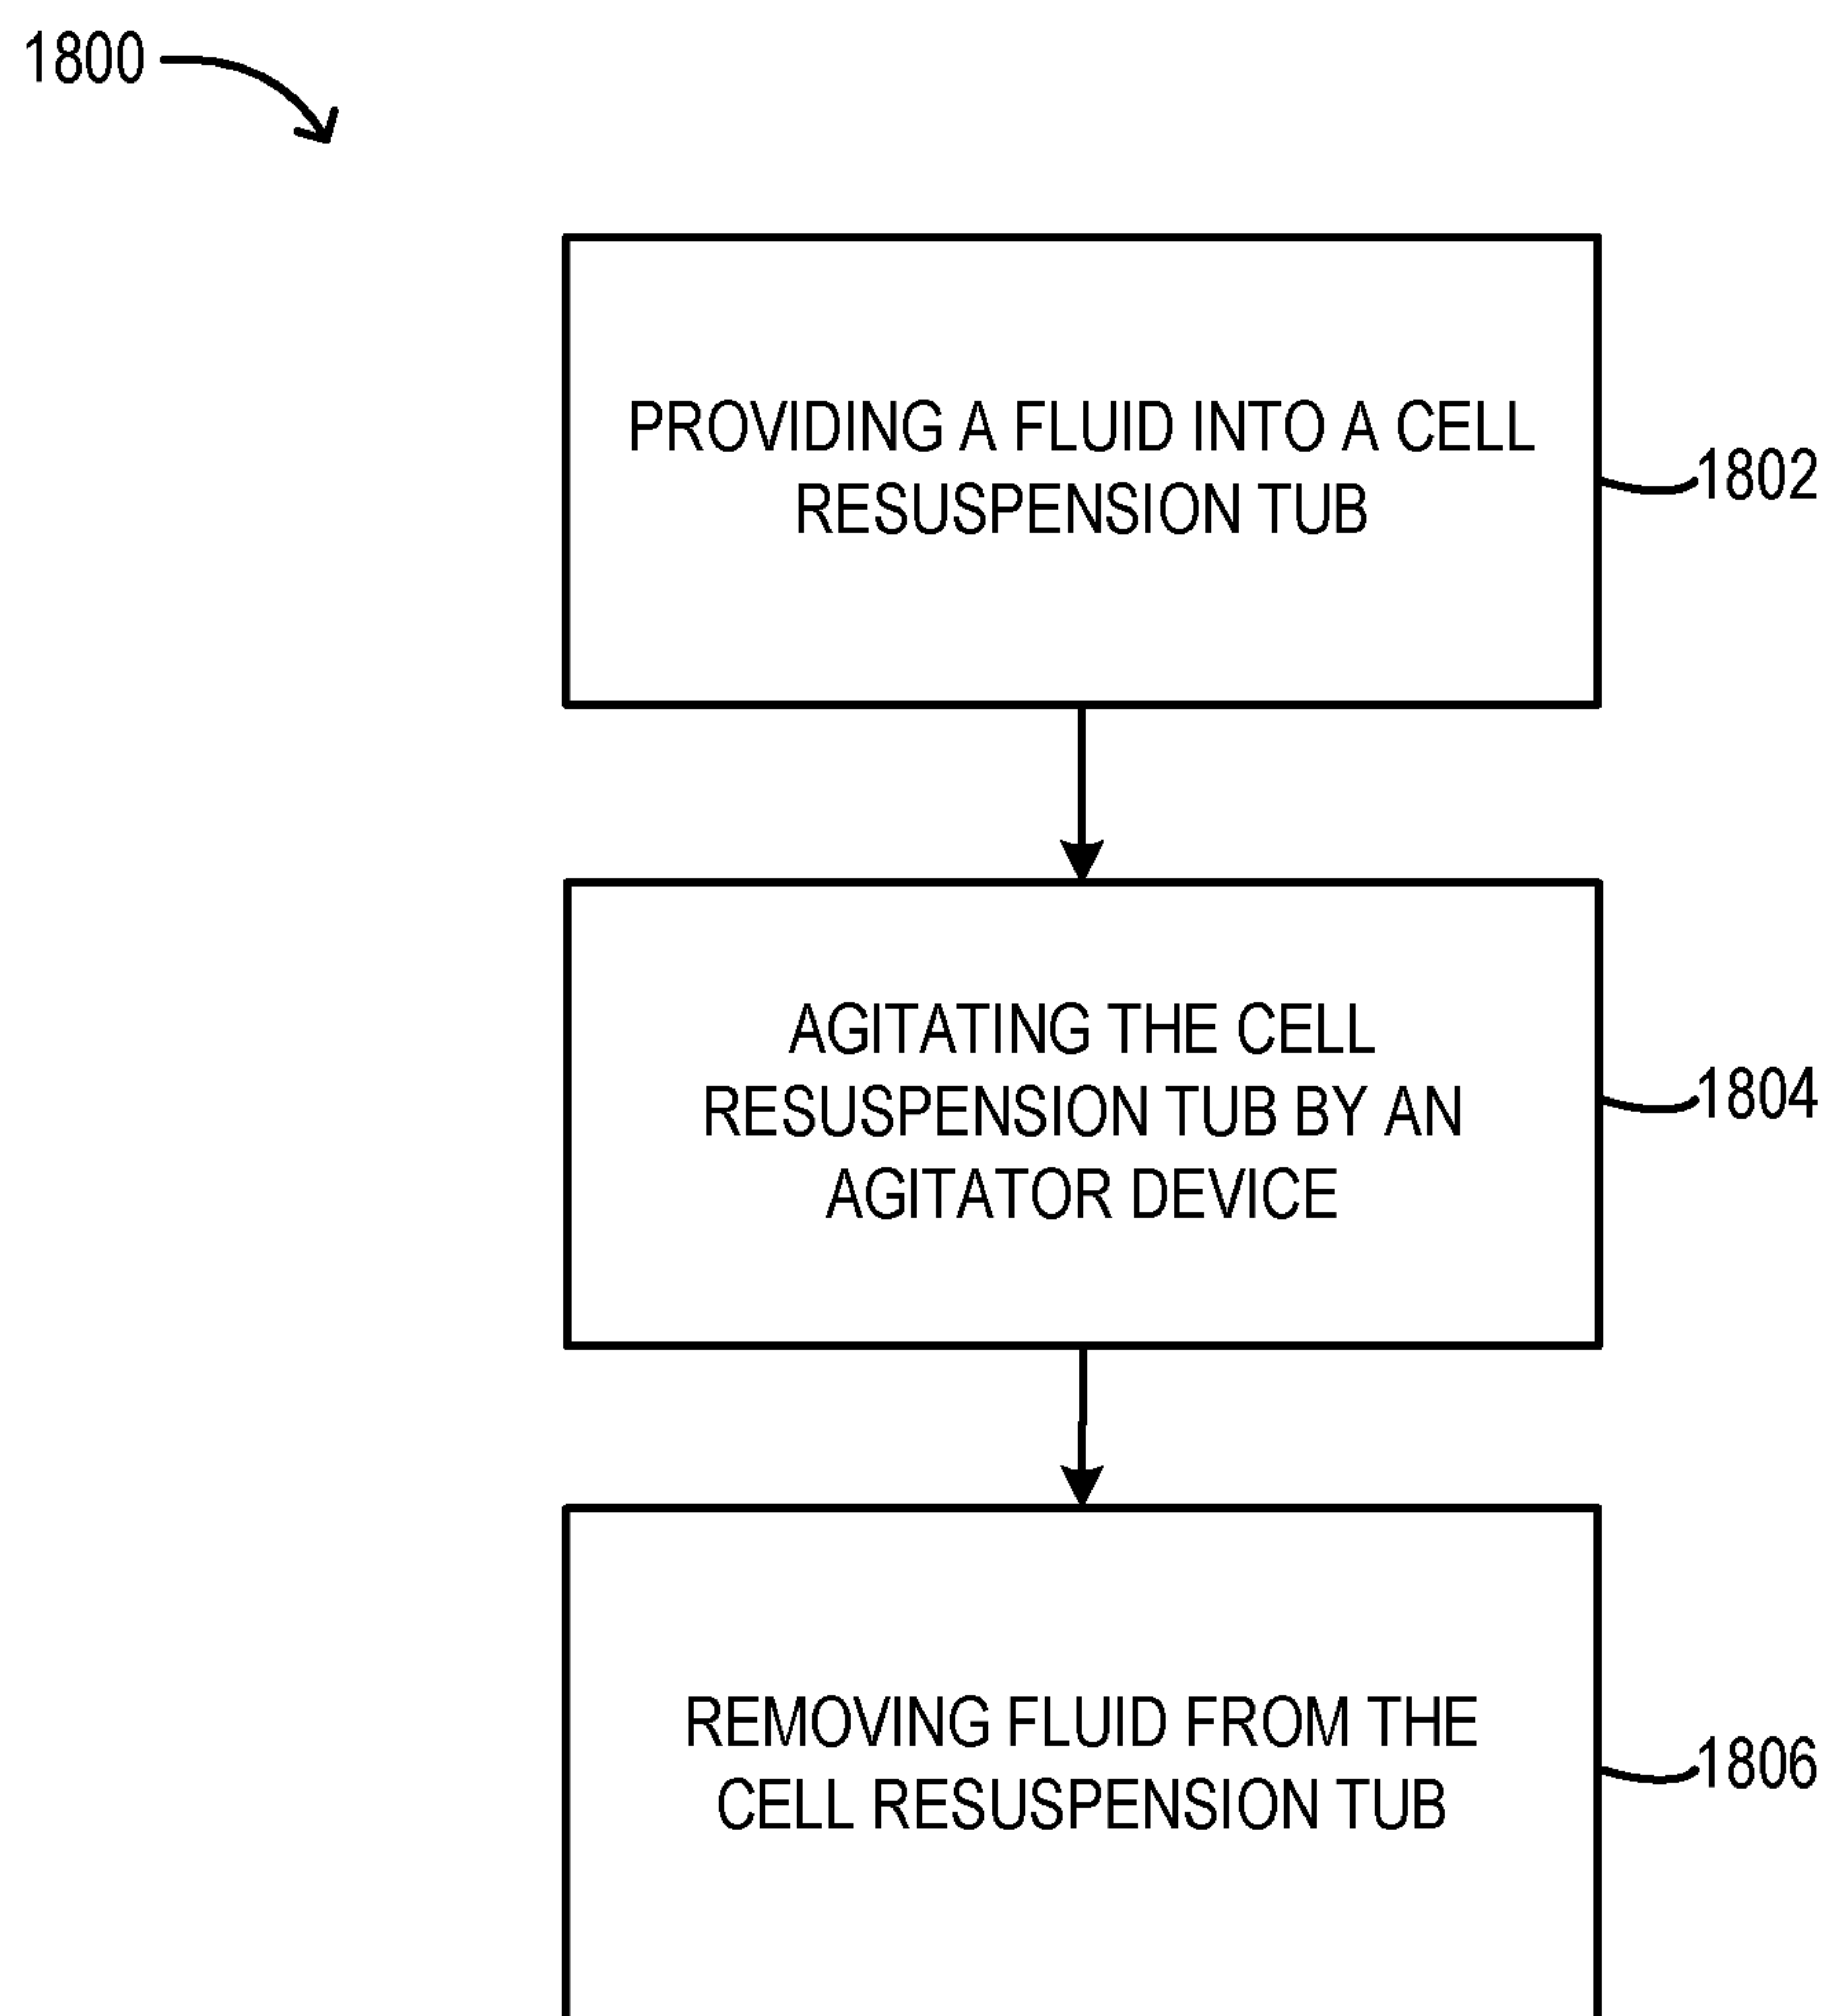 1800
PROVIDING A FLUID INTO A CELL
RESUSPENSION TUB
1802
AGITATING THE CELL
RESUSPENSION TUB BY AN
AGITATOR DEVICE
1804
REMOVING FLUID FROM THE
CELL RESUSPENSION TUB
1806